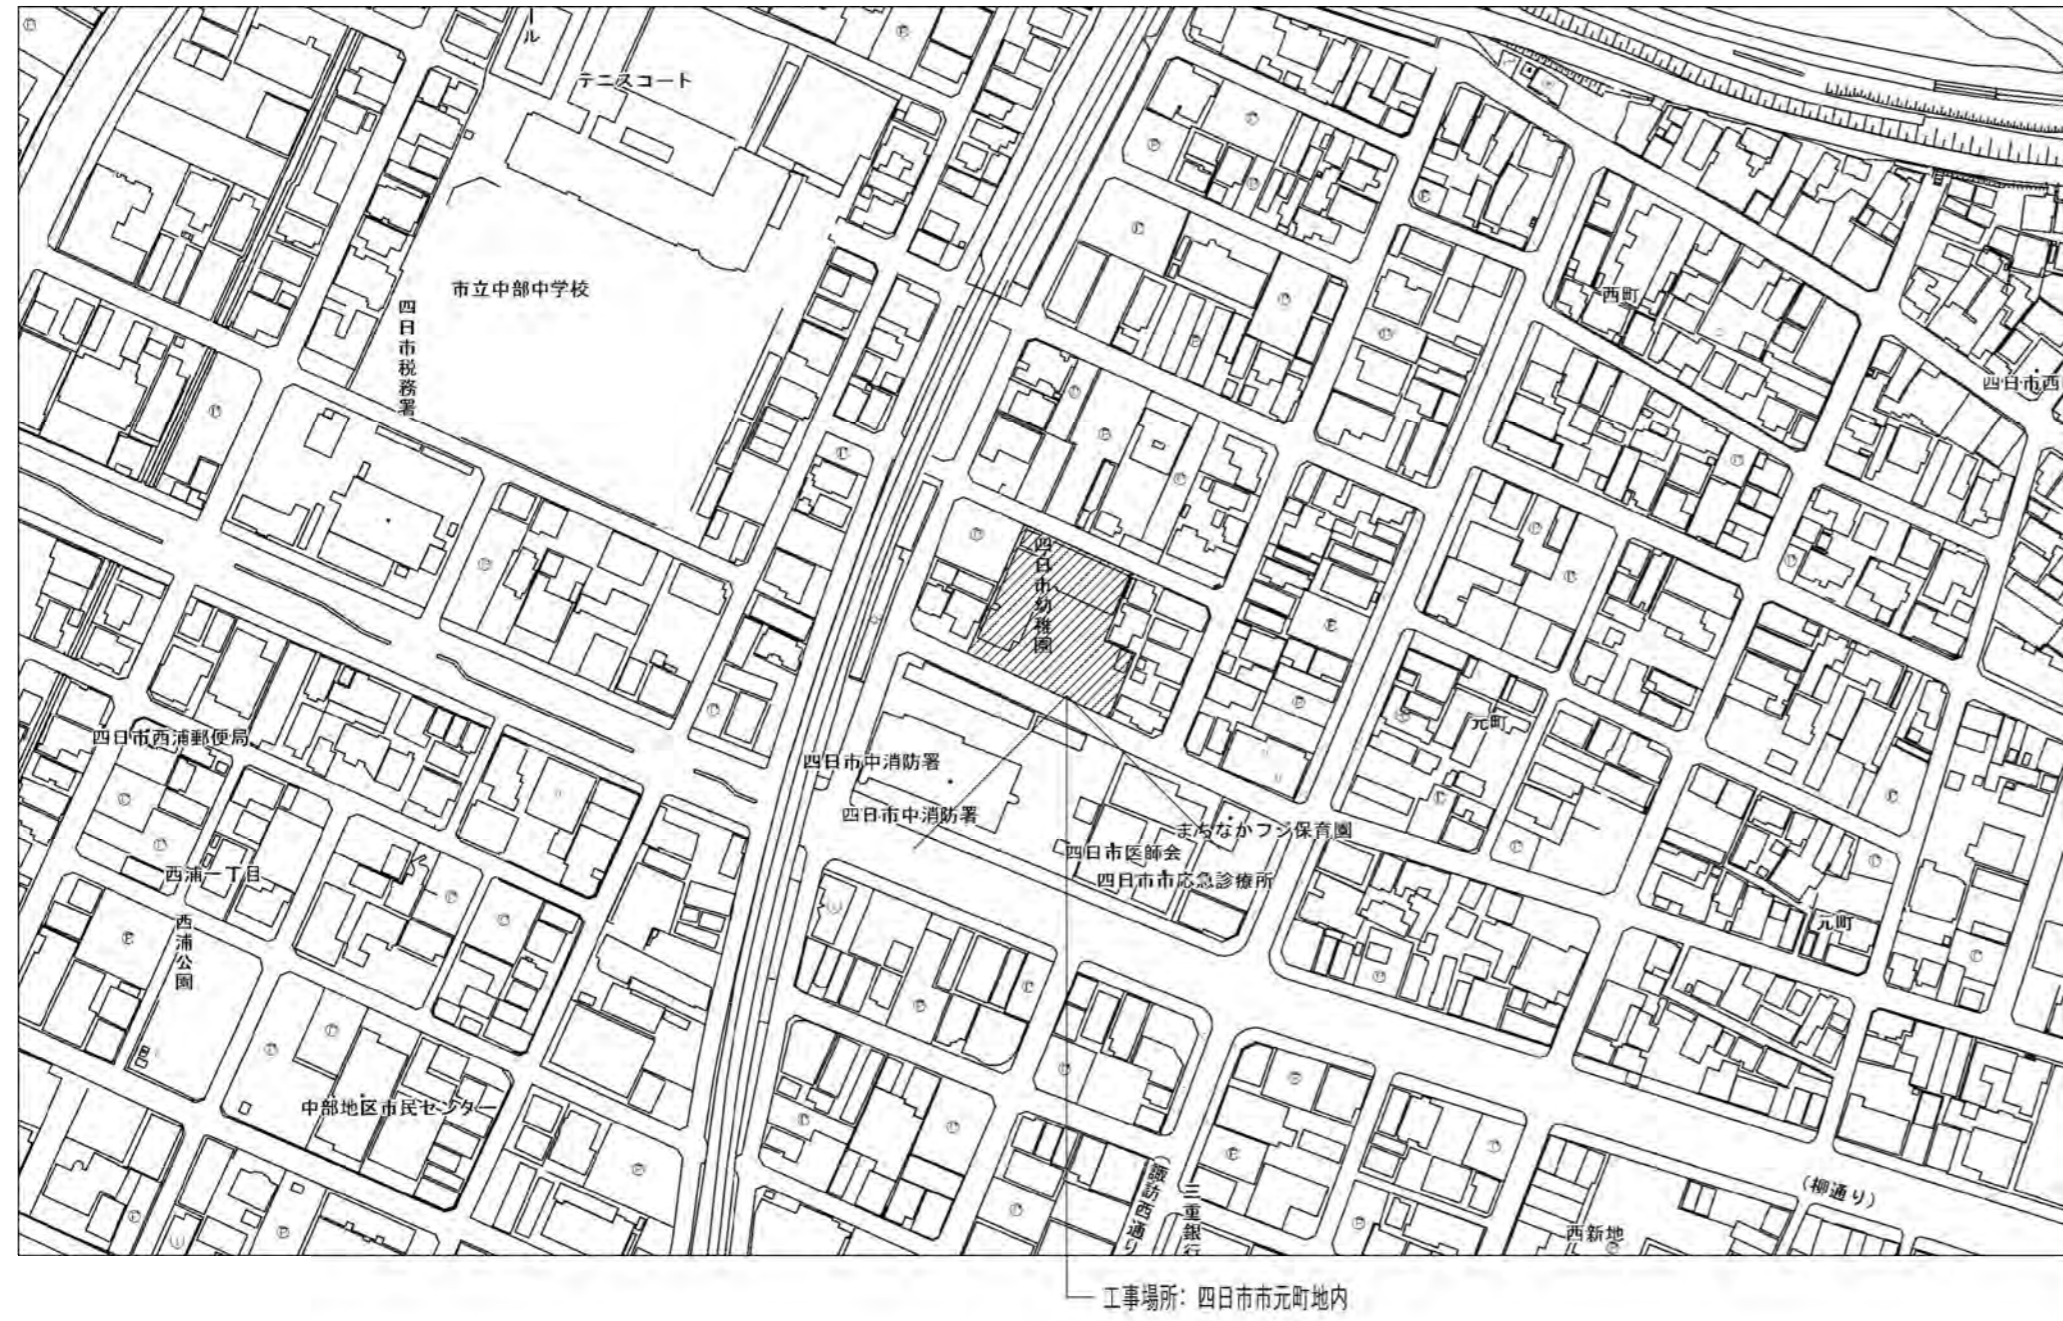 ール
テニスコート
市立中部中学校
四日市税務署
西町
四日市西
四日市幼稚園
元町
四日市西浦郵便局
四日市中消防署
四日市中消防署
まちなかフジ保育園
四日市医師会
四日市市応急診療所
西浦一丁目
西浦公園
元町
中部地区市民センター
(諏訪西通り
三重銀行
(柳通り)
西新地
工事場所：四日市市元町地内